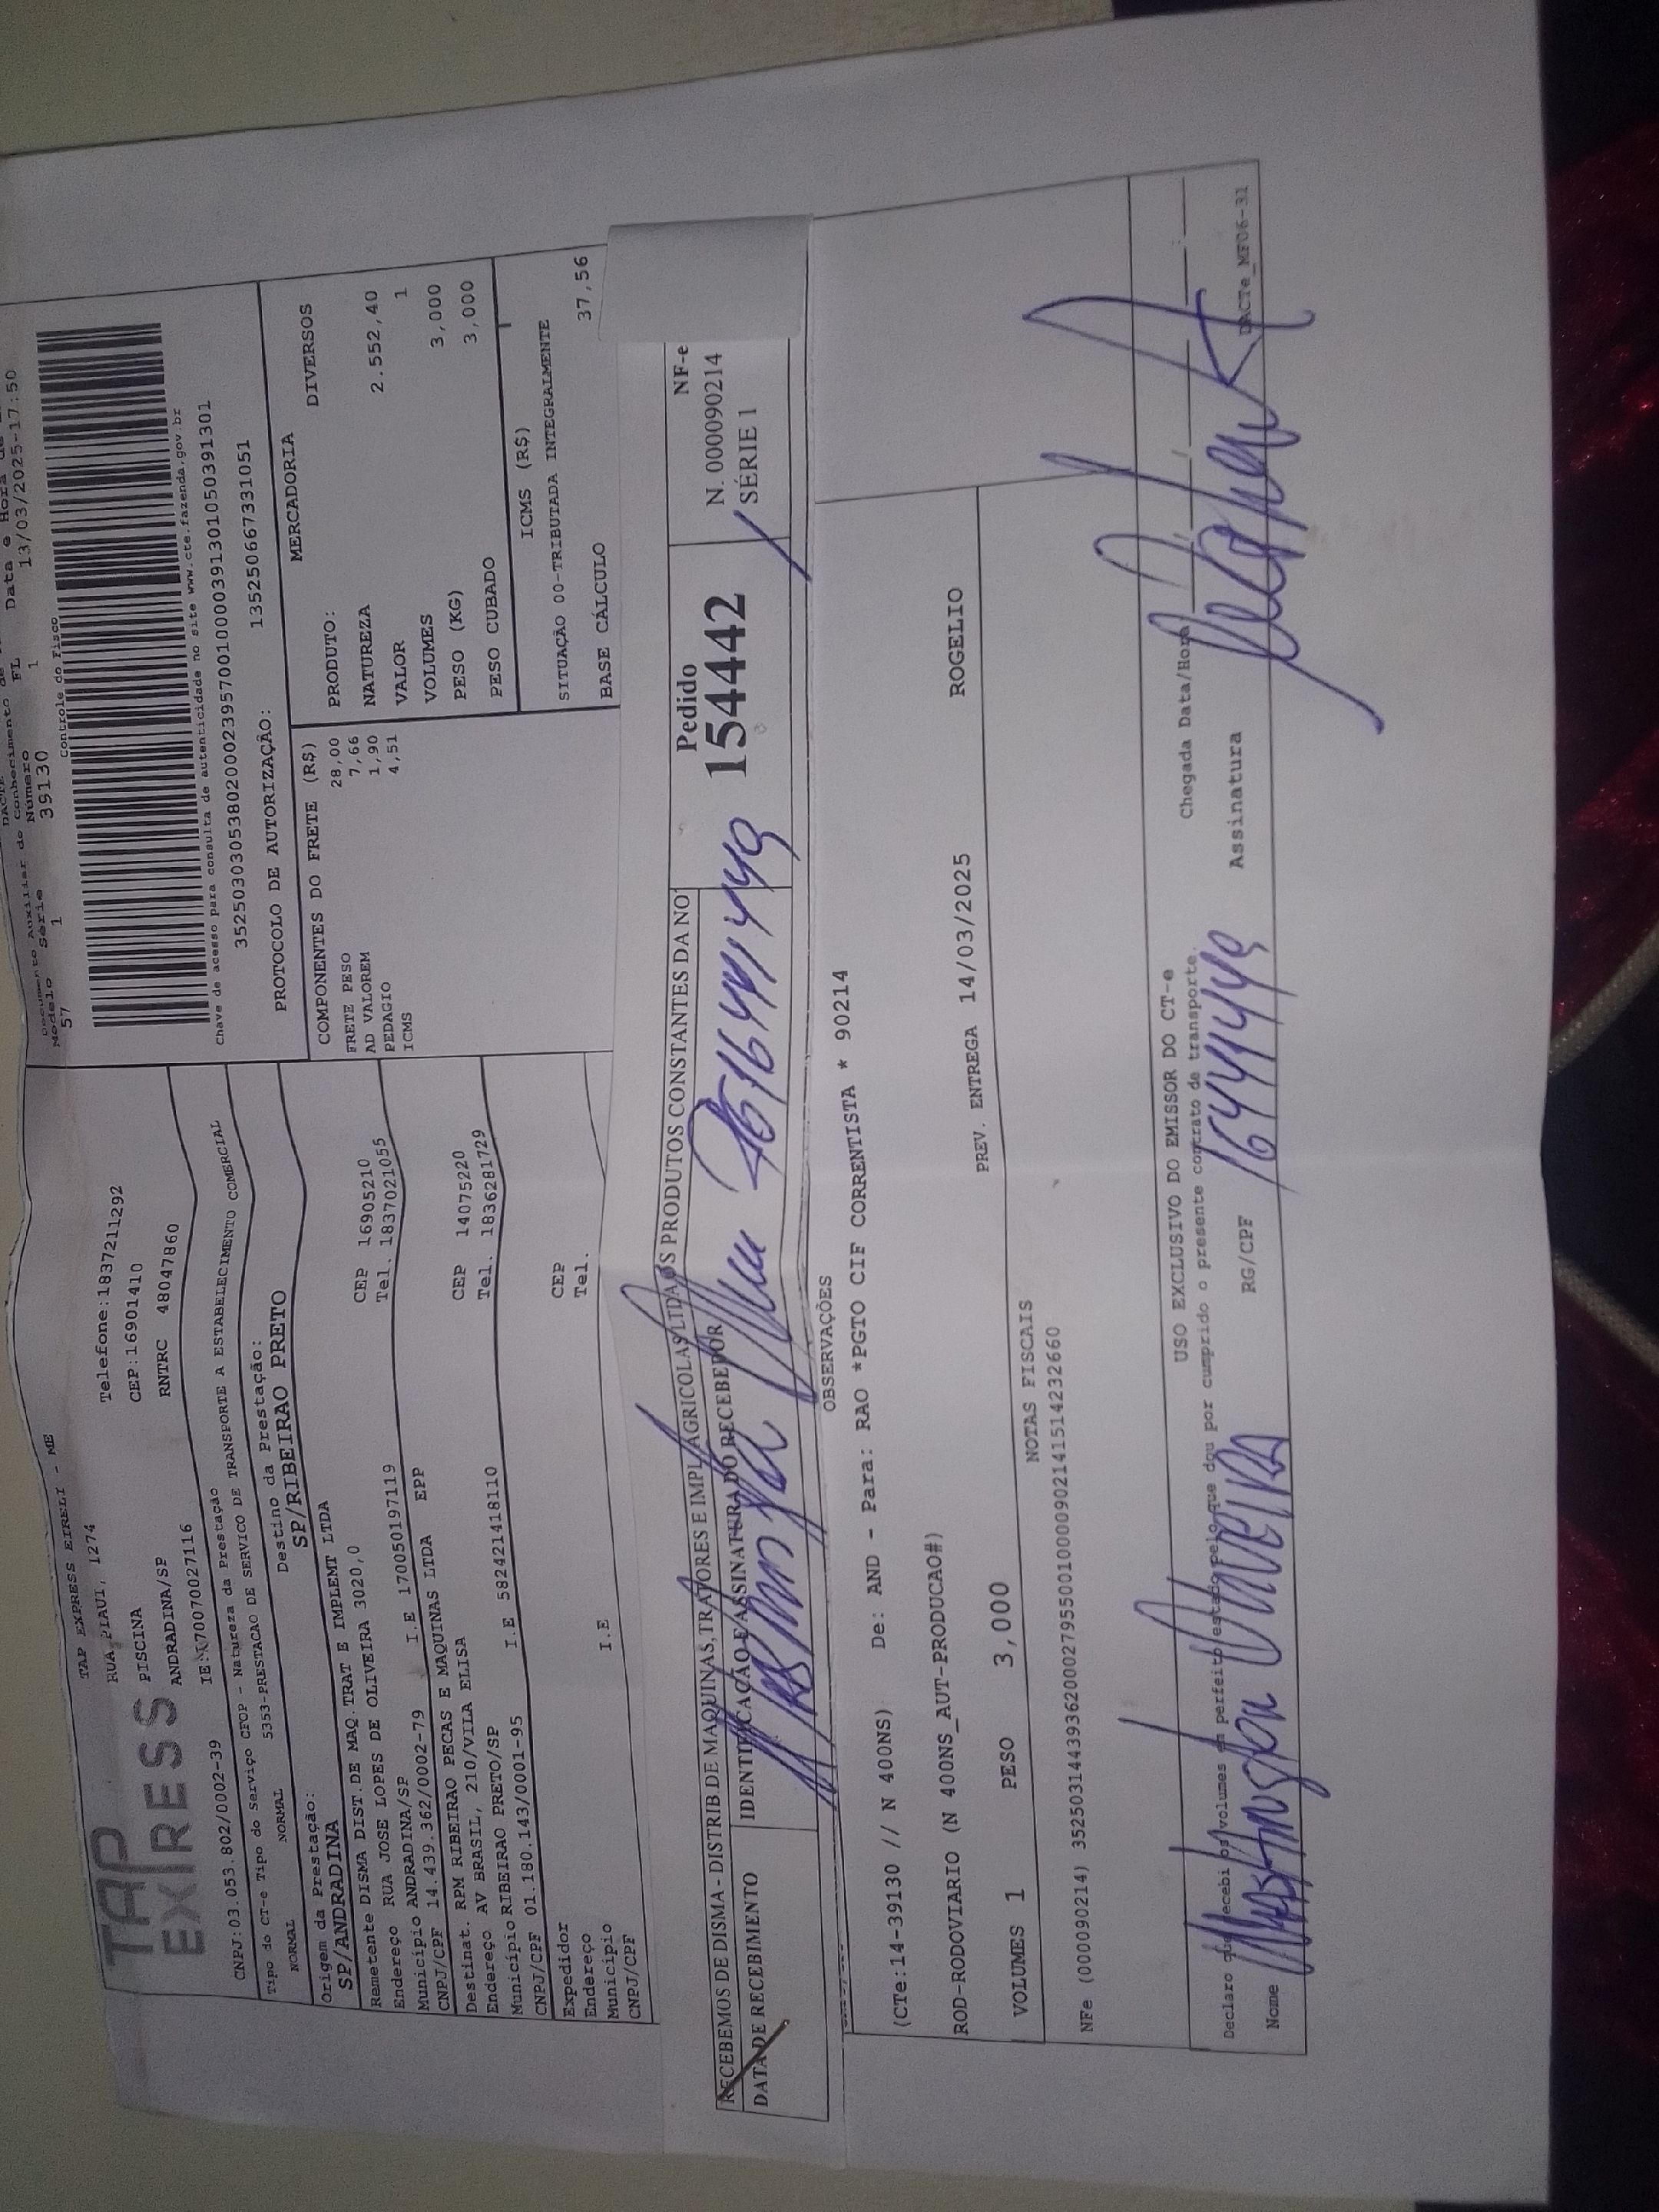 TAP
EXPRESS
TAP EXPRESS EIRELI - ME
RUA PIAUI, 1274
PISCINA
ANDRADINA/SP
Telefone:1837211292
CEP:16901410
RNTRC 48047860
CNPJ:03.053.802/0002-39
Tipo do CT-e Tipo do Serviço CFOP - Natureza da Prestação
NORMAL NORMAL 5353-PRESTACAO DE SERVICO DE TRANSPORTE A ESTABELECIMENTO COMERCIAL
Origem da Prestação: Destino da Prestação:
SP/ANDRADINA SP/RIBEIRAO PRETO
Remetente DISMA DIST.DE MAQ.TRAT E IMPLEMT LTDA
Endereço RUA JOSE LOPES DE OLIVEIRA 3020,0 CEP 16905210
Município ANDRADINA/SP Tel. 1837021055
CNPJ/CPF 14.439.362/0002-79 I.E 170050197119
Destinat. RPM RIBEIRAO PECAS E MAQUINAS LTDA EPP
Endereço AV BRASIL, 210/VILA ELISA CEP 14075220
Município RIBEIRAO PRETO/SP Tel. 1836281729
CNPJ/CPF 01.180.143/0001-95 I.E 582421418110
Expedidor
Endereço CEP
Município Tel.
CNPJ/CPF I.E
Documento Auxiliar do Conhecimento de
Modelo Série Número FL Data e Hora de
57 1 39130 1 13/03/2025-17:50
Controle do Fisco
Chave de acesso para consulta de autenticidade no site www.cte.fazenda.gov.br
35250303053802000239570010000391301050391301
PROTOCOLO DE AUTORIZAÇÃO: 135250667331051
COMPONENTES DO FRETE (R$)
FRETE PESO 28,00
AD VALOREM 7,66
PEDAGIO 1,90
ICMS 4,51
MERCADORIA
PRODUTO: DIVERSOS
NATUREZA
VALOR 2.552,40
VOLUMES 1
PESO (KG) 3,000
PESO CUBADO 3,000
ICMS (R$)
SITUAÇÃO 00-TRIBUTADA INTEGRALMENTE
BASE CÁLCULO 37,56
RECEBEMOS DE DISMA - DISTRIB DE MAQUINAS,TRATORES E IMPL AGRICOLAS LTDA OS PRODUTOS CONSTANTES DA NO
DATA DE RECEBIMENTO IDENTIFICAÇÃO E ASSINATURA DO RECEBEDOR
Pedido
154442
NF-e
N. 000090214
SÉRIE 1
OBSERVAÇÕES
(CTe:14-39130 // N 400NS) De: AND - Para: RAO *PGTO CIF CORRENTISTA * 90214
ROD-RODOVIARIO (N 400NS_AUT-PRODUCAO#)
VOLUMES 1 PESO 3,000 PREV. ENTREGA 14/03/2025 ROGELIO
NOTAS FISCAIS
NFe (000090214) 35250314439362000279550010000902141514232660
USO EXCLUSIVO DO EMISSOR DO CT-e
Declaro que recebi os volumes em perfeito estado pelo que dou por cumprido o presente contrato de transporte.
Chegada Data/Hora
Nome RG/CPF Assinatura
DACTe_MF06-31